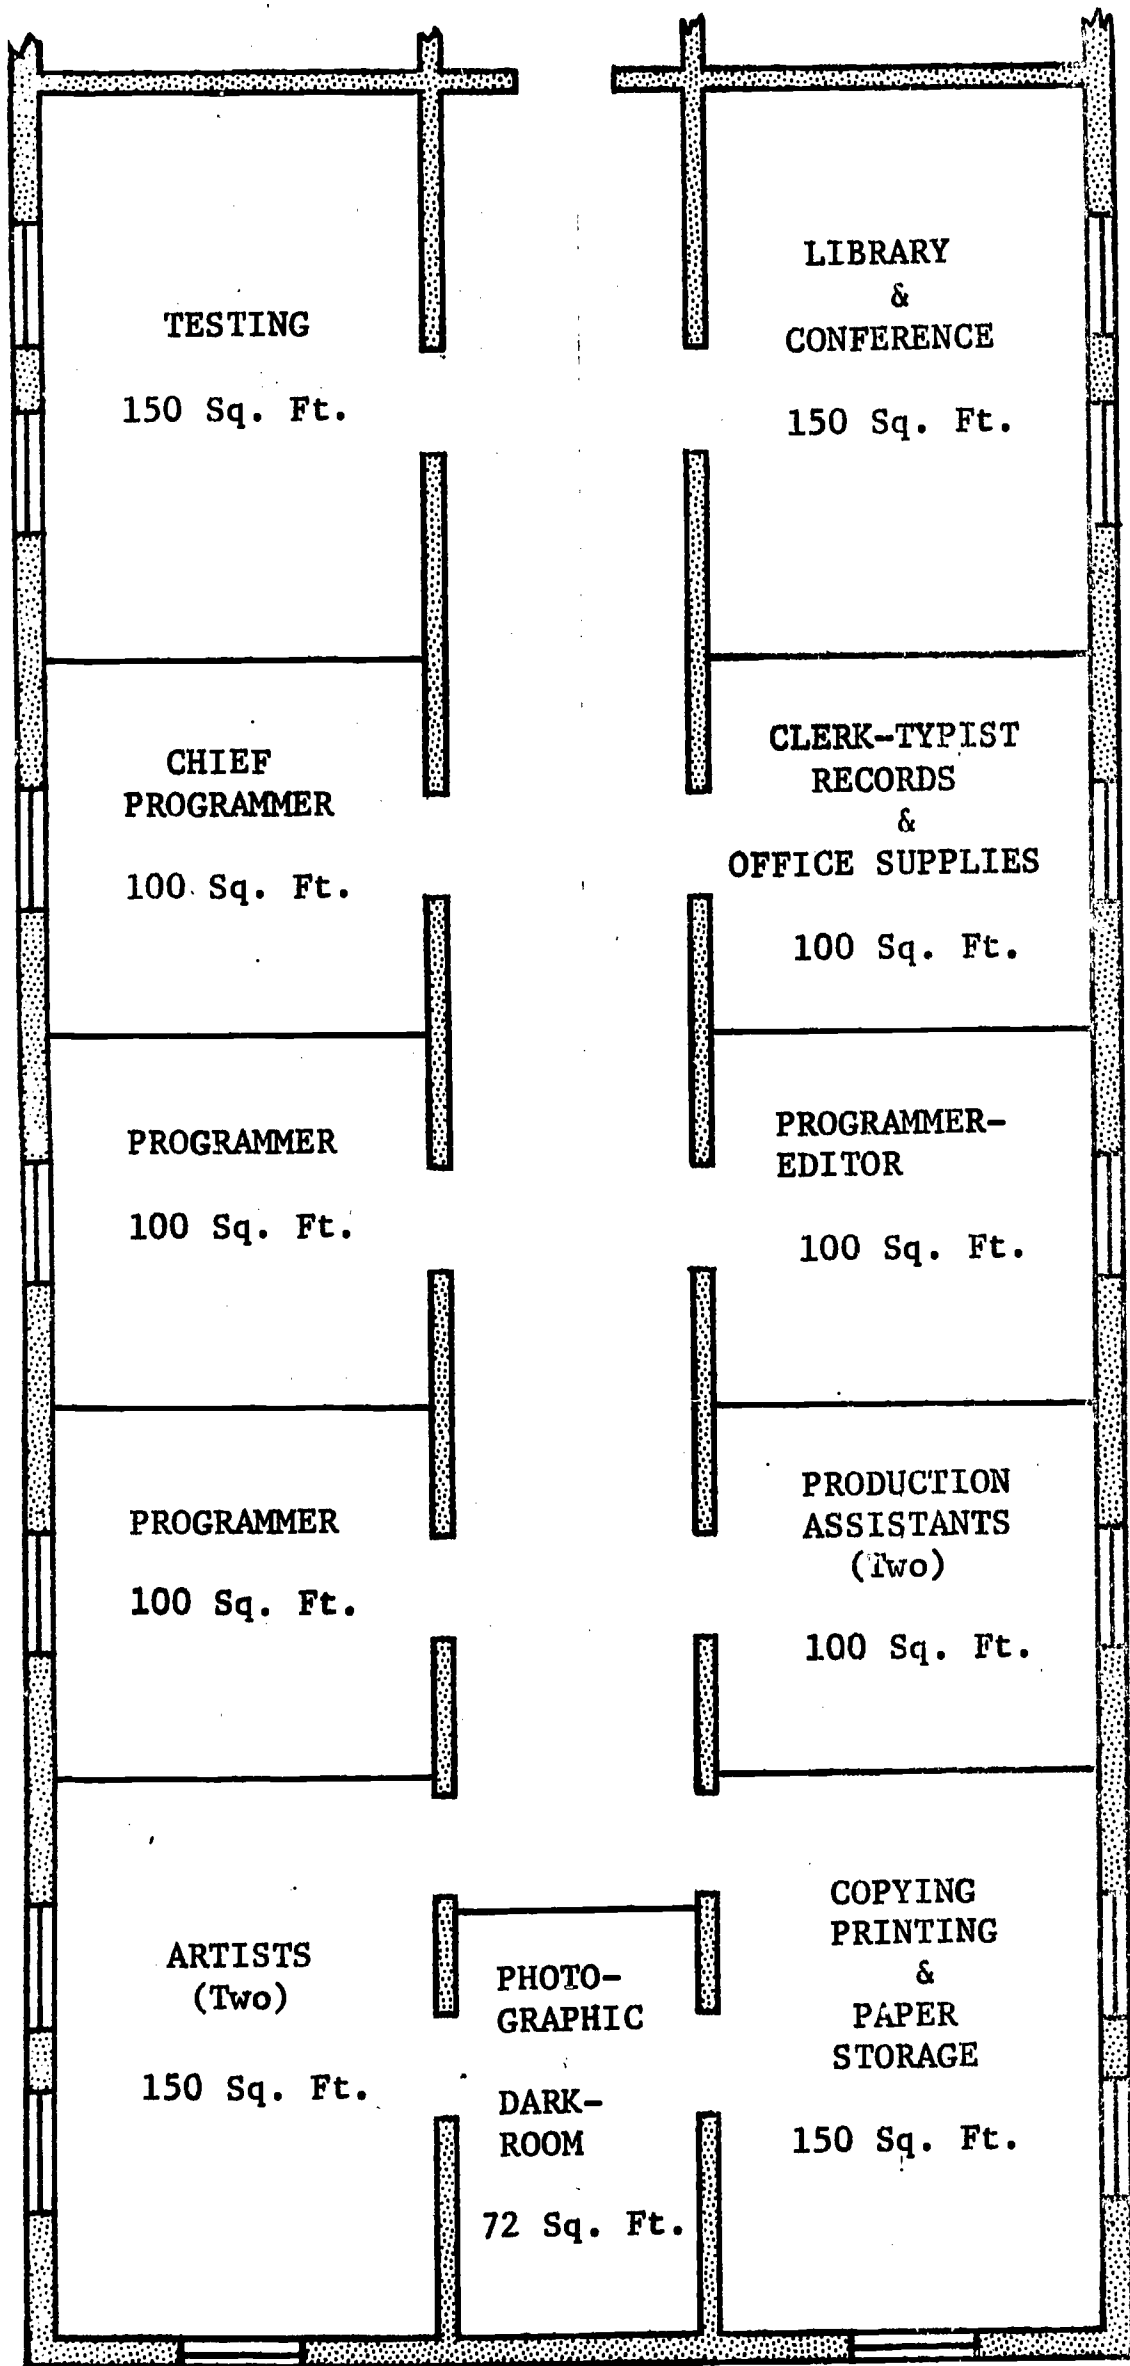 TESTING
150 Sq. Ft.
LIBRARY
&
CONFERENCE
150 Sq. Ft.
CHIEF
PROGRAMMER
100 Sq. Ft.
CLERK-TYPIST
RECORDS
&
OFFICE SUPPLIES
100 Sq. Ft.
PROGRAMMER
100 Sq. Ft.
PROGRAMMER-
EDITOR
100 Sq. Ft.
PROGRAMMER
100 Sq. Ft.
PRODUCTION
ASSISTANTS
(Two)
100 Sq. Ft.
ARTISTS
(Two)
150 Sq. Ft.
PHOTO-
GRAPHIC
DARK-
ROOM
72 Sq. Ft.
COPYING
PRINTING
&
PAPER
STORAGE
150 Sq. Ft.